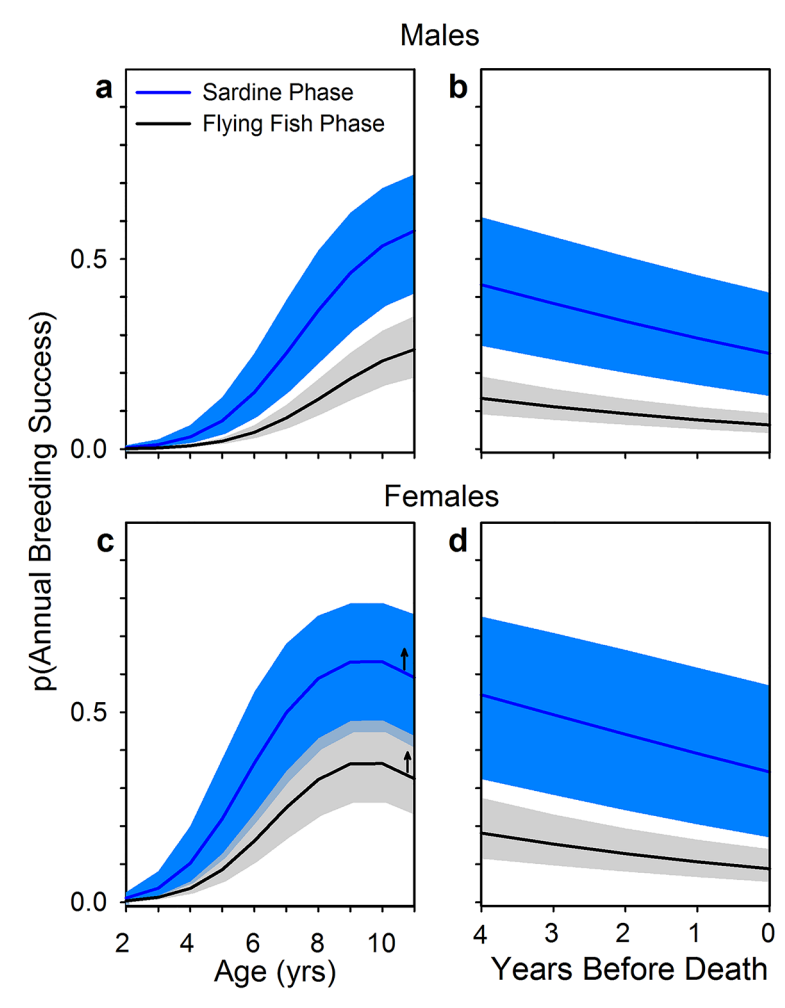 Males
a
Sardine Phase
Flying Fish Phase
b
0.5
0.0
p(Annual Breeding Success)
Females
c
d
0.5
0.0
2 4 6 8 10
4 3 2 1 0
Age (yrs)
Years Before Death